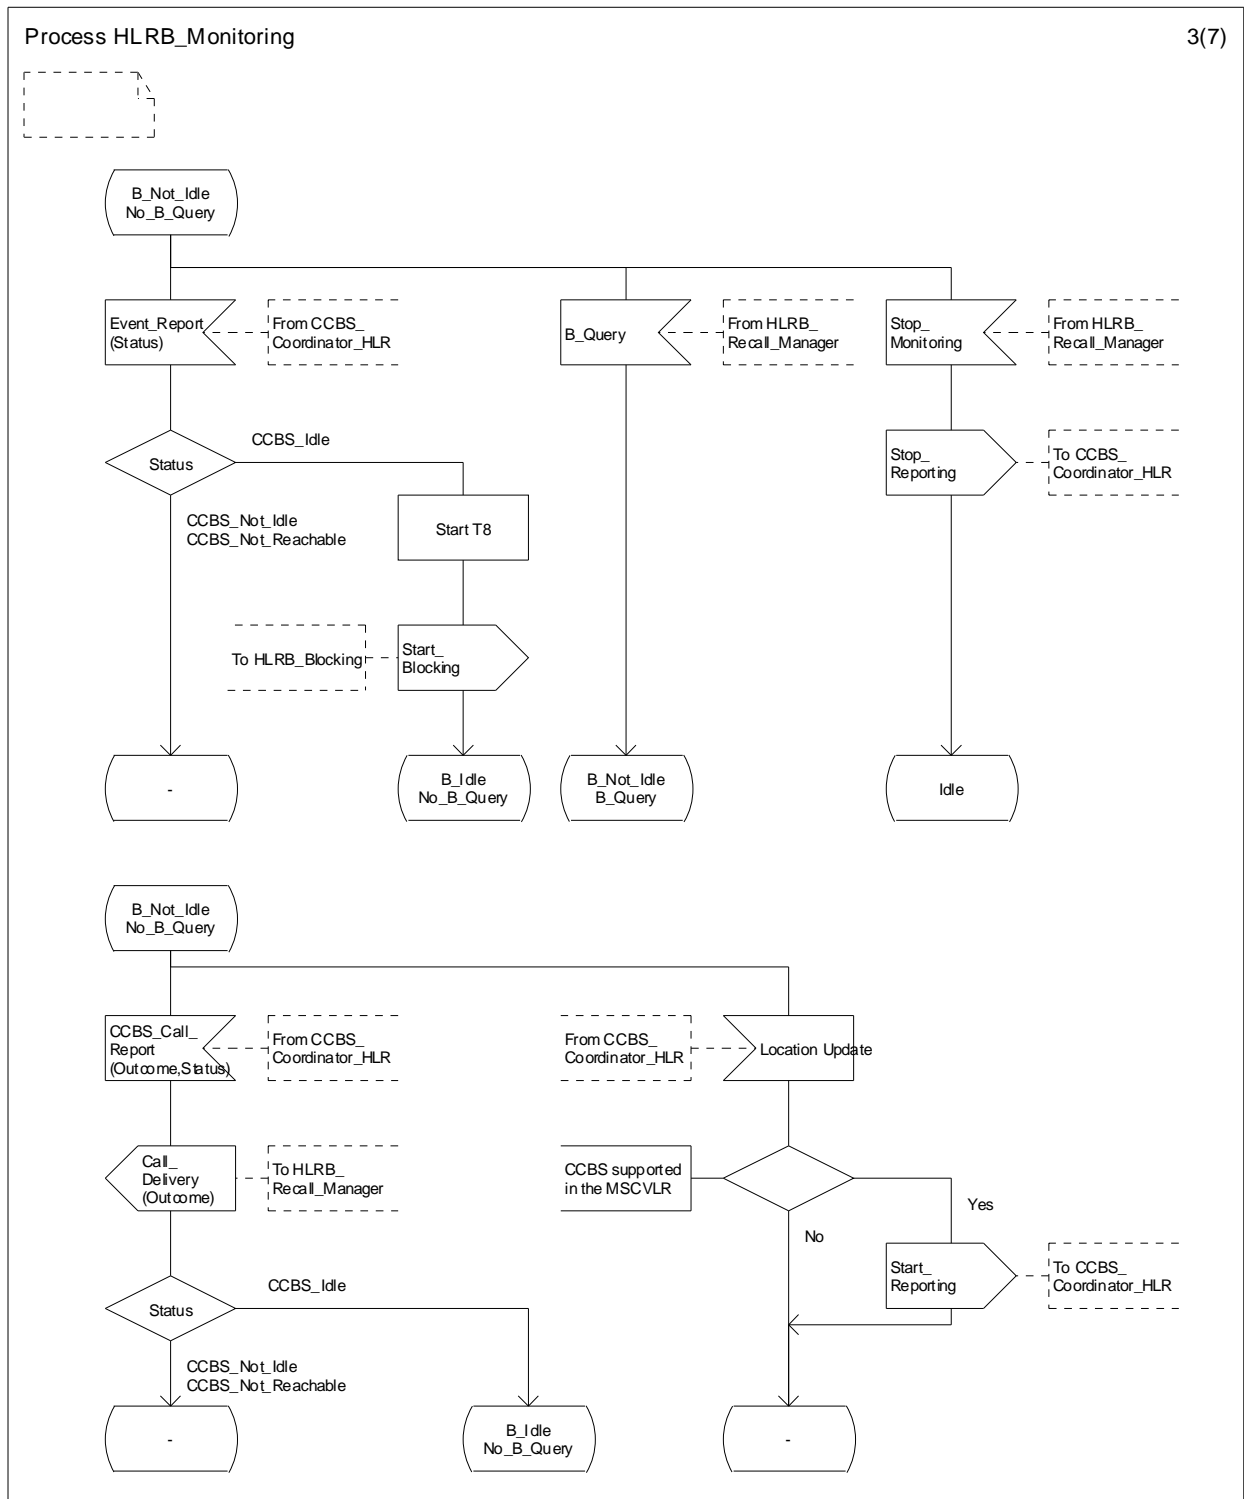 Process HLRB_Monitoring
3(7)
B_Not_Idle
No_B_Query
Event_Report
(Status)
From CCBS_
Coordinator_HLR
B_Query
From HLRB_
Recall_Manager
Stop_
Monitoring
From HLRB_
Recall_Manager
Status
CCBS_Idle
Stop_
Reporting
To CCBS_
Coordinator_HLR
CCBS_Not_Idle
CCBS_Not_Reachable
Start T8
To HLRB_Blocking
Start_
Blocking
-
B_Idle
No_B_Query
B_Not_Idle
B_Query
Idle
B_Not_Idle
No_B_Query
CCBS_Call_
Report
(Outcome,Status)
From CCBS_
Coordinator_HLR
From CCBS_
Coordinator_HLR
Location Update
Call_
Delivery
(Outcome)
To HLRB_
Recall_Manager
CCBS supported
in the MSCVLR
Yes
No
Start_
Reporting
To CCBS_
Coordinator_HLR
Status
CCBS_Idle
CCBS_Not_Idle
CCBS_Not_Reachable
-
B_Idle
No_B_Query
-